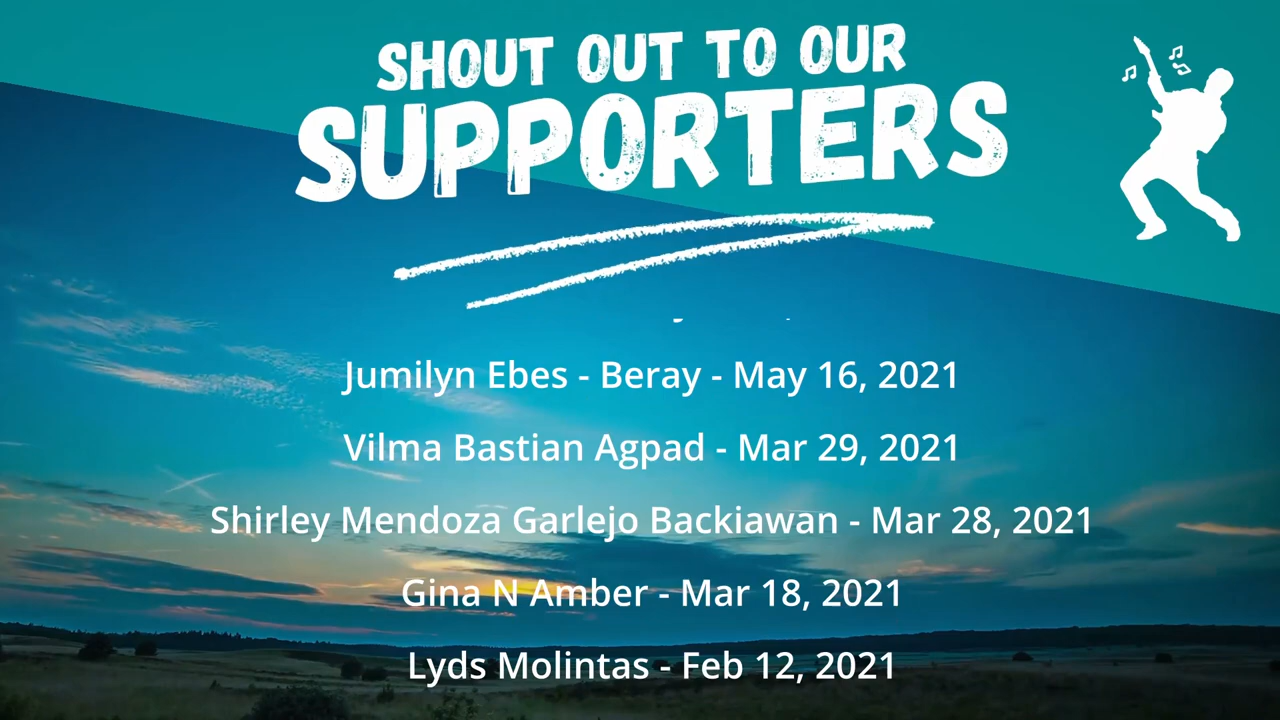 SHOUT OUT TO OUR
SUPPORTERS
Jumilyn Ebes - Beray - May 16, 2021
Vilma Bastian Agpad - Mar 29, 2021
Shirley Mendoza Garlejo Backiawan - Mar 28, 2021
Gina N Amber - Mar 18, 2021
Lyds Molintas - Feb 12, 2021